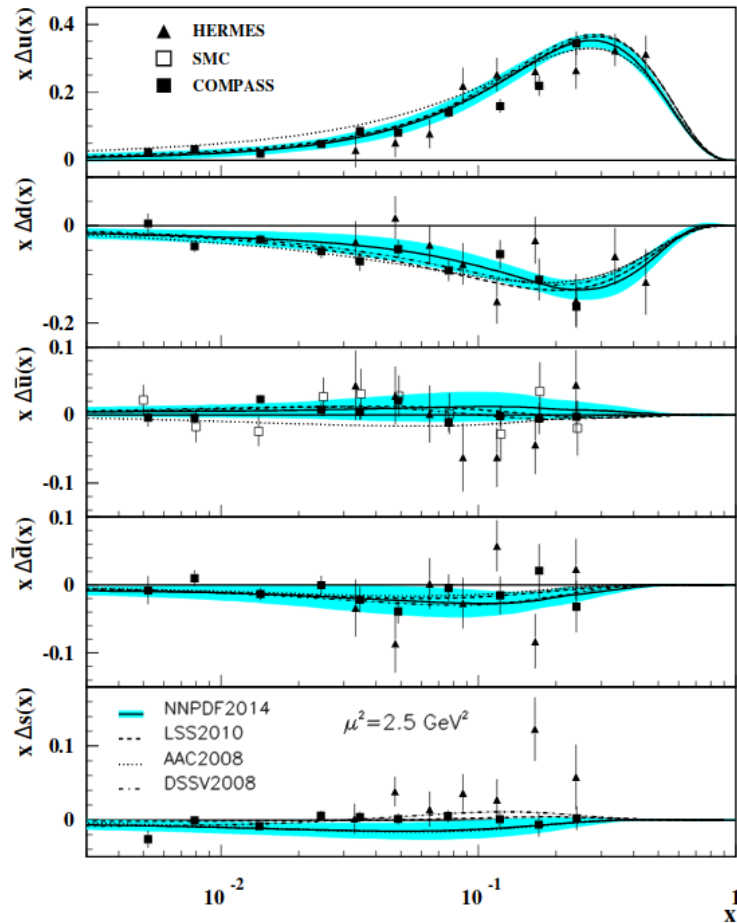 x Δu(x)
0.4
0.2
0
HERMES
SMC
COMPASS
x Δd(x)
0
-0.2
x Δū(x)
0.1
0
-0.1
x Δd̄(x)
0.1
0
-0.1
x Δs(x)
0.1
0
NNPDF2014
LSS2010
AAC2008
DSSV2008
μ²=2.5 GeV²
10⁻²
10⁻¹
1
x